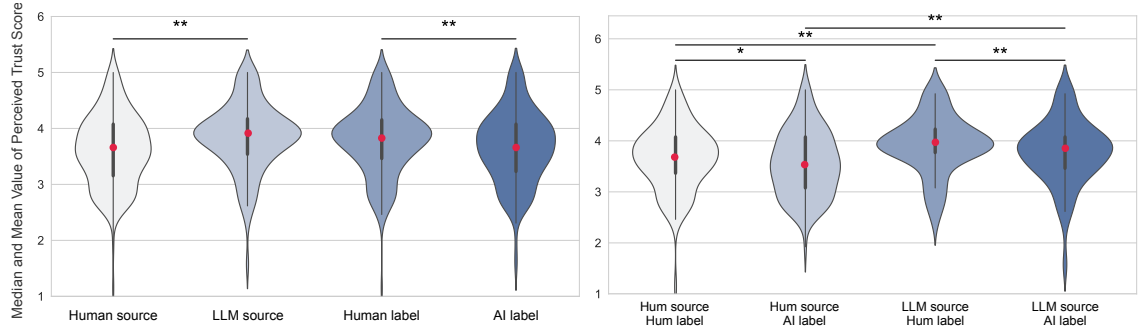 Median and Mean Value of Perceived Trust Score
6
5
4
3
2
1
**
**
Human source
LLM source
Human label
AI label
6
5
4
3
2
1
**
**
*
**
Hum source
Hum label
Hum source
AI label
LLM source
Hum label
LLM source
AI label